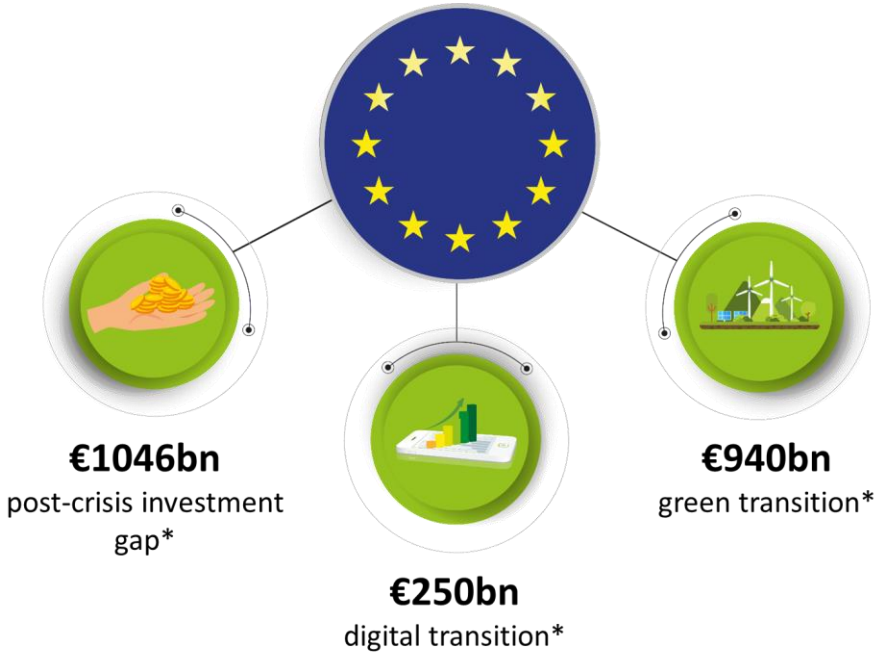 €1046bn
post-crisis investment
gap*
€250bn
digital transition*
€940bn
green transition*